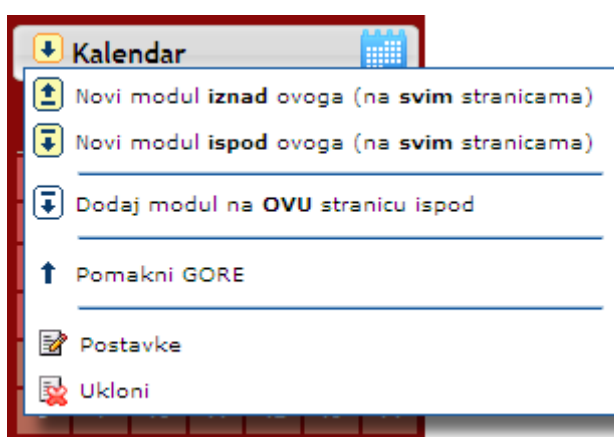 Kalendar
Novi modul iznad ovoga (na svim stranicama)
Novi modul ispod ovoga (na svim stranicama)
Dodaj modul na OVU stranicu ispod
Pomakni GORE
Postavke
Ukloni